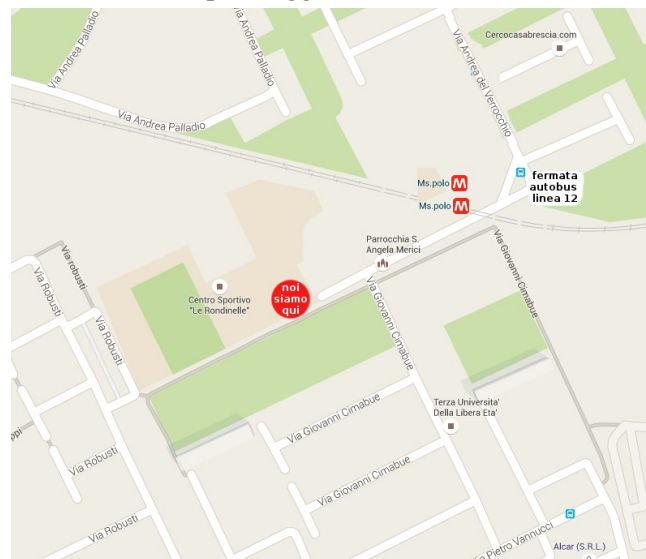 Cercocasabrescia.com
Via Andrea Palladio
Via Andrea Palladio
Via Andrea Palladio
Via Andrea del Verrocchio
fermata
autobus
linea 12
Ms.polo M
Ms.polo M
Parrocchia S.
Angela Merici
Via Giovanni Cimabue
Via robusti
Via Robusti
Via Robusti
Centro Sportivo
"Le Rondinelle"
noi
siamo
qui
Via Giovanni Cimabue
Terza Universita'
Della Libera Eta'
Via Giovanni Cimabue
Via Robusti
Via Giovanni Cimabue
Via Robusti
Via Pietro Vannucci
Alcar (S.R.L.)